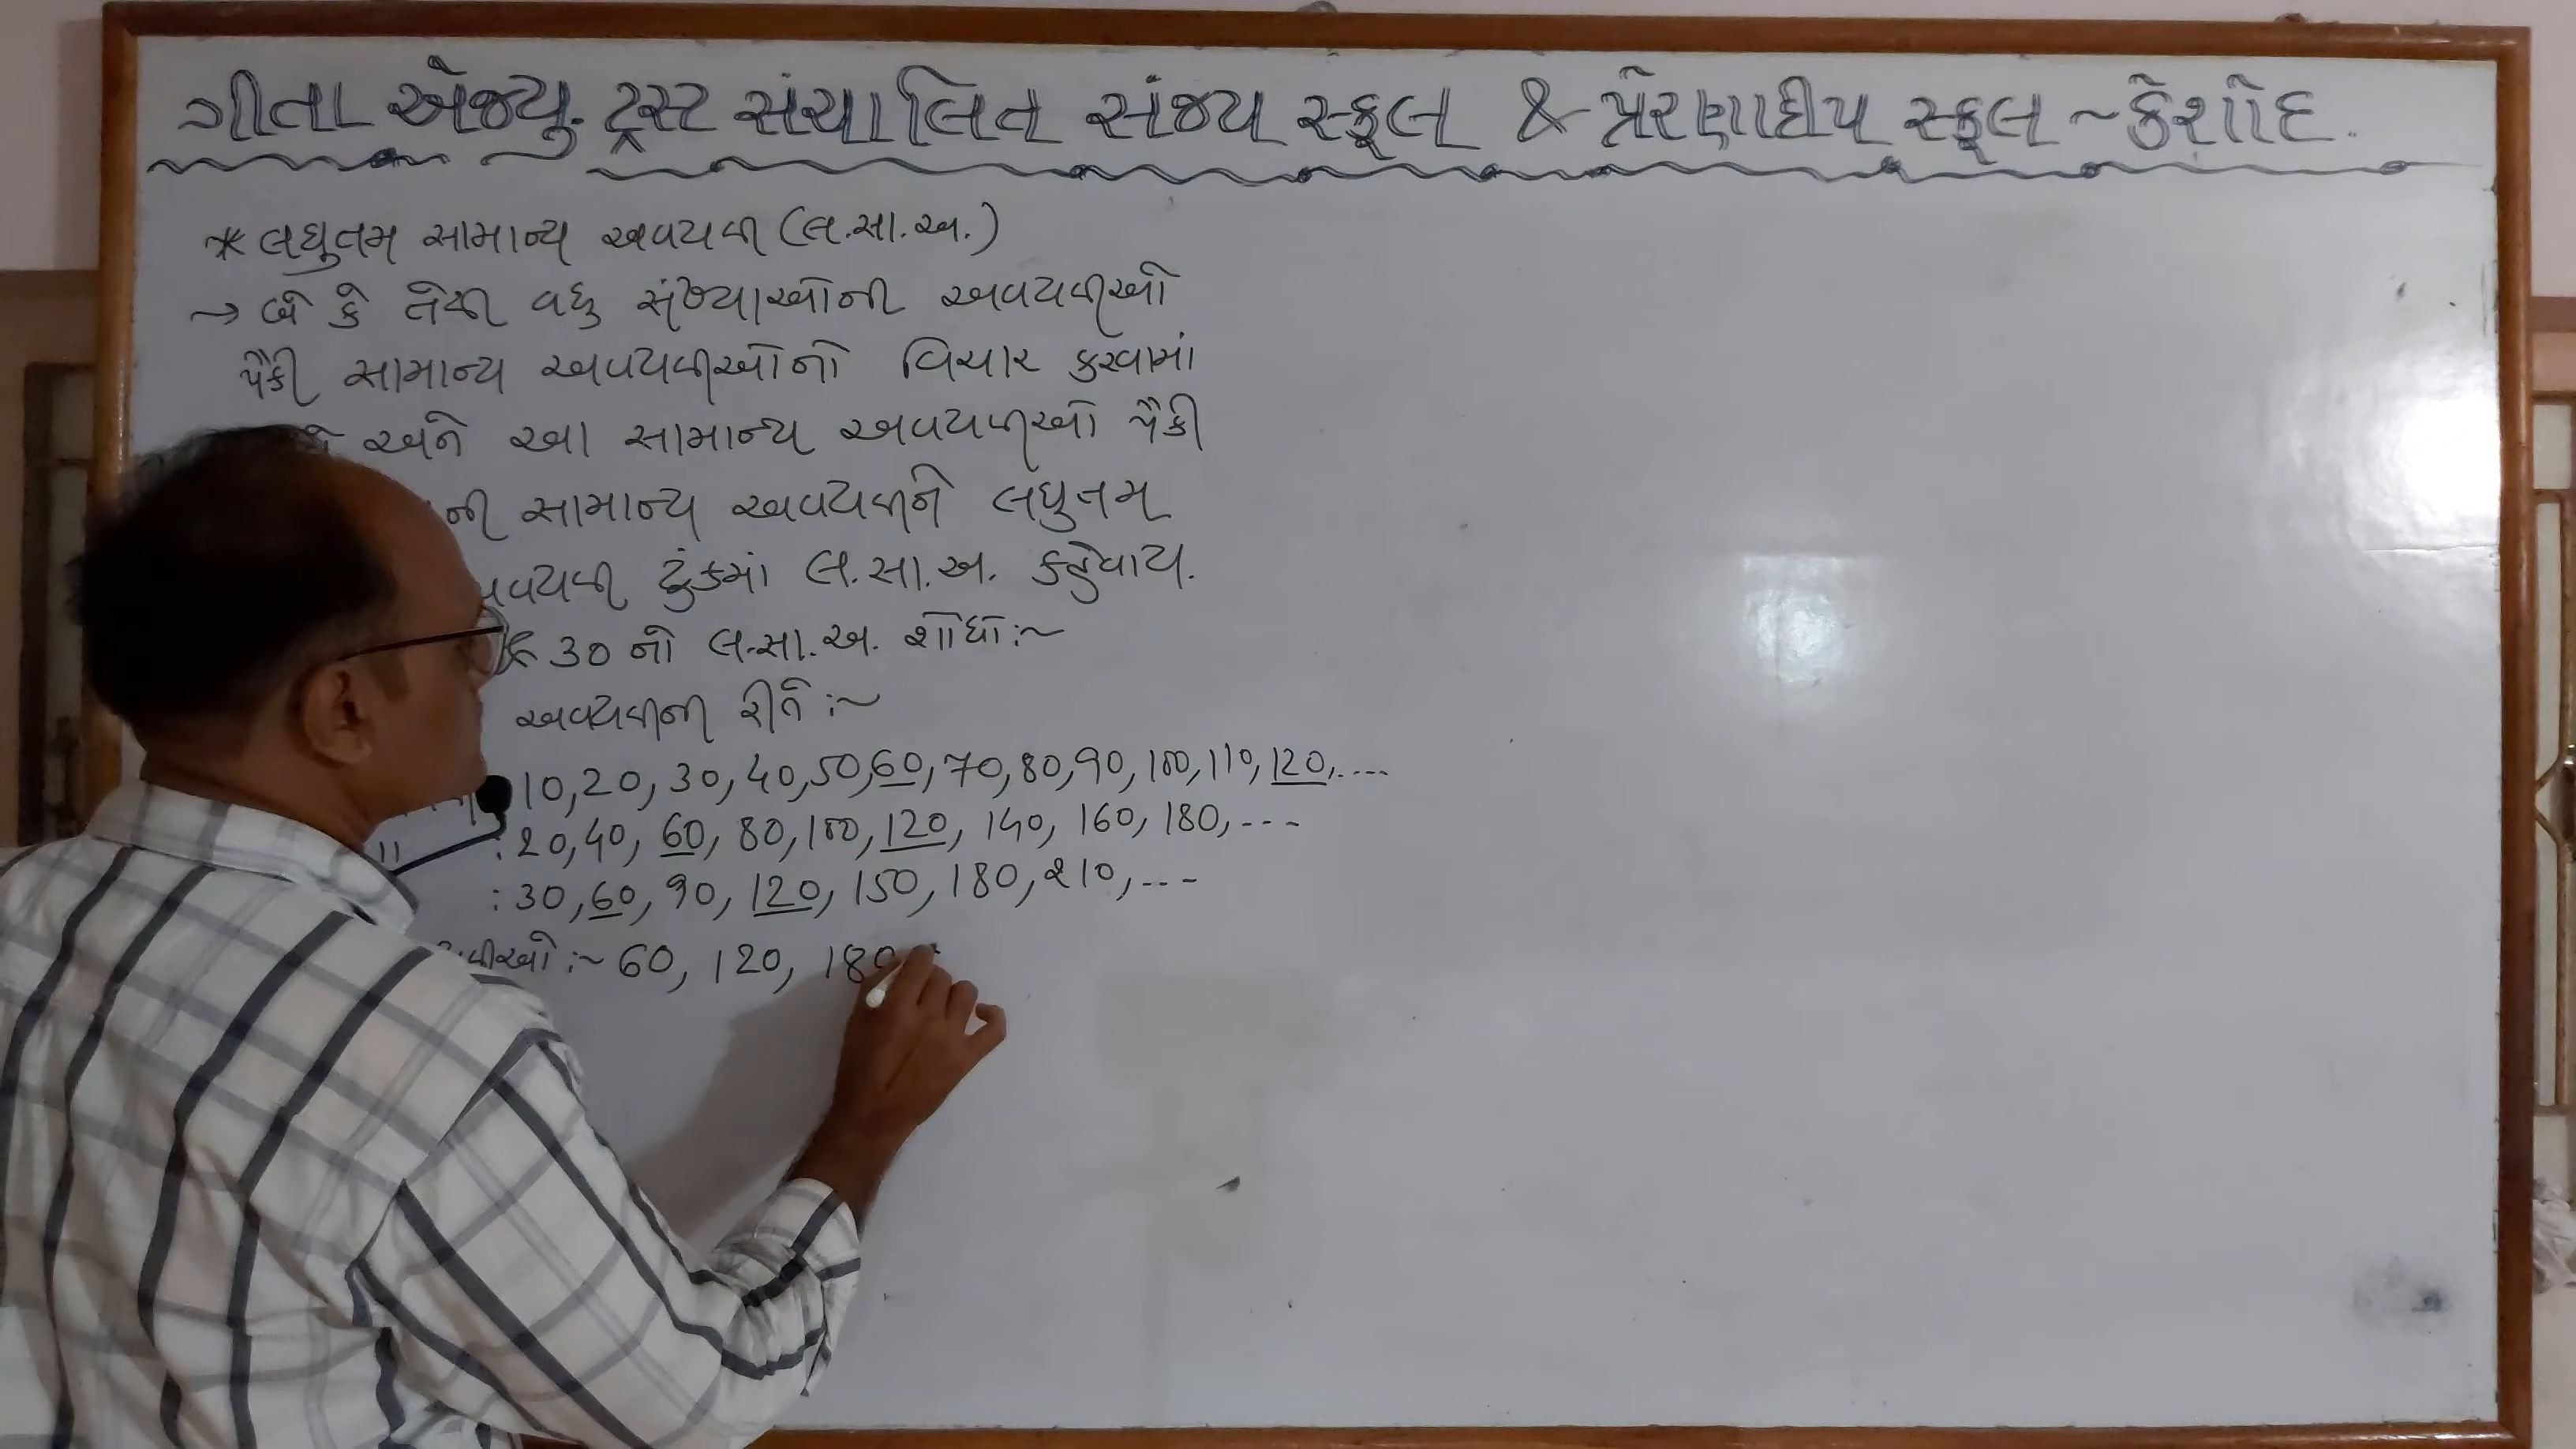 ગીતા એજ્યુ. ટ્રસ્ટ સંચાલિત સંજય સ્કૂલ & પ્રેરણાદીપ સ્કૂલ ~ કેશોદ.
* લઘુતમ સામાન્ય અવયવી (લ.સા.અ.)
→ બે કે તેથી વધુ સંખ્યાઓની અવયવીઓ
પૈકી સામાન્ય અવયવીઓનો વિચાર કરવામાં
અને આ સામાન્ય અવયવીઓ પૈકી
ની સામાન્ય અવયવીને લઘુતમ
વયવી ટુંકમાં લ.સા.અ. કહેવાય.
30 નો લ.સા.અ. શોધો :~
અવયવીની રીતે :~
10, 20, 30, 40, 50, 60, 70, 80, 90, 100, 110, 120, ....
: 20, 40, 60, 80, 100, 120, 140, 160, 180, ---
: 30, 60, 90, 120, 150, 180, 210, ---
વીઓ :~ 60, 120, 180